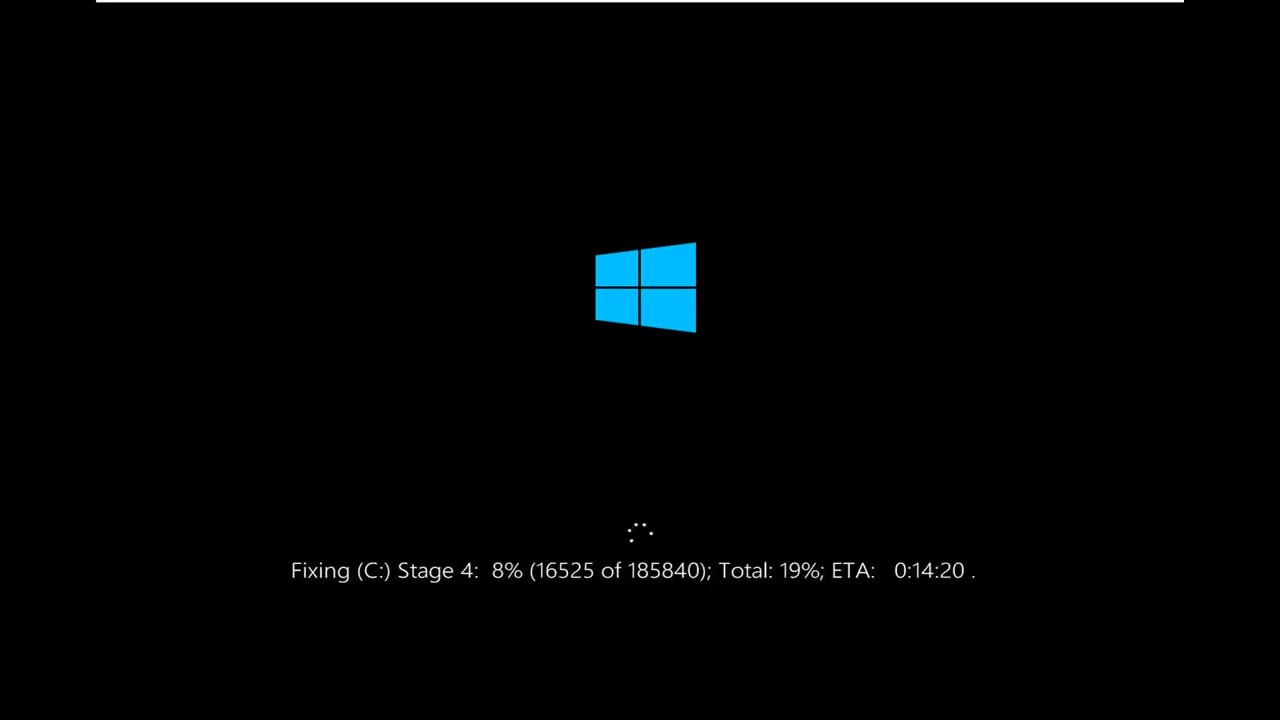 Fixing (C:) Stage 4:  8% (16525 of 185840); Total: 19%; ETA:   0:14:20 .